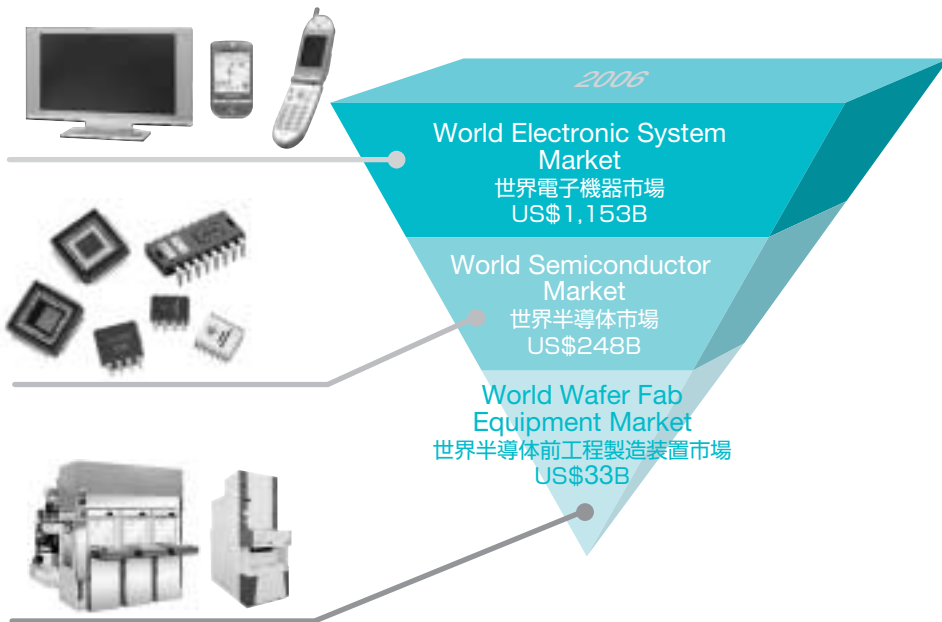 2006
World Electronic System
Market
世界電子機器市場
US$1,153B
World Semiconductor
Market
世界半導体市場
US$248B
World Wafer Fab
Equipment Market
世界半導体前工程製造装置市場
US$33B